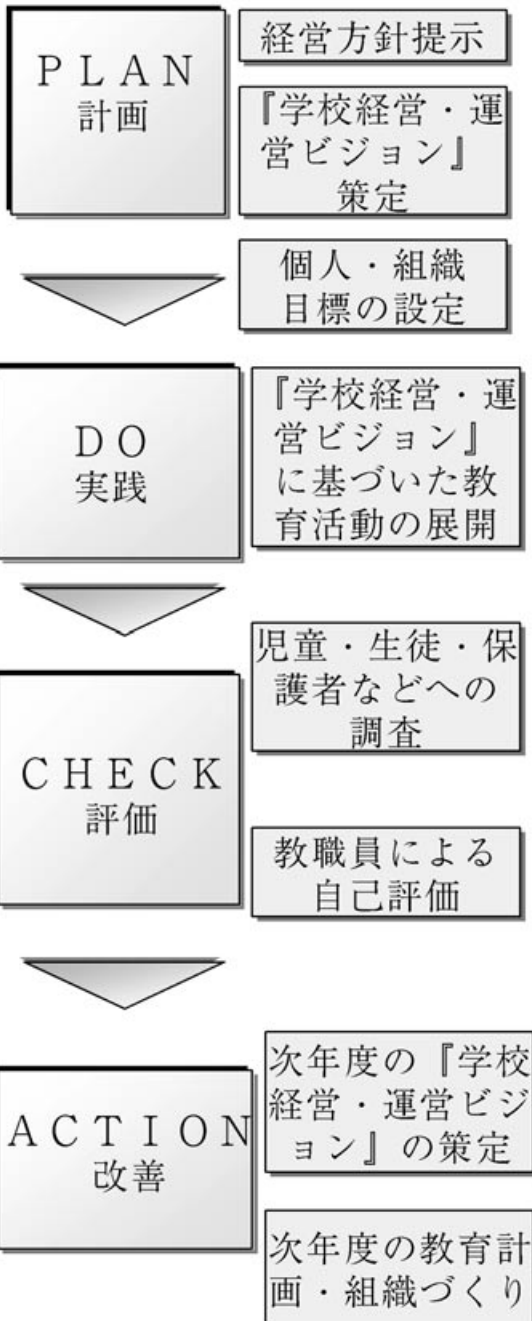 ＰＬＡＮ
計画
経営方針提示
『学校経営・運
営ビジョン』
策定
個人・組織
目標の設定
ＤＯ
実践
『学校経営・運
営ビジョン』
に基づいた教
育活動の展開
ＣＨＥＣＫ
評価
児童・生徒・保
護者などへの
調査
教職員による
自己評価
ＡＣＴＩＯＮ
改善
次年度の『学校
経営・運営ビジ
ョン』の策定
次年度の教育計
画・組織づくり